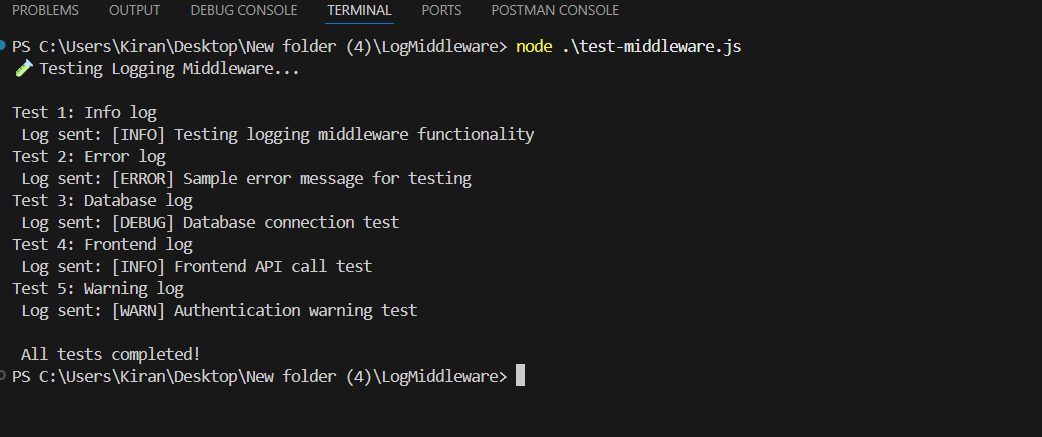 PROBLEMS OUTPUT DEBUG CONSOLE TERMINAL PORTS POSTMAN CONSOLE
PS C:\Users\Kiran\Desktop\New folder (4)\LogMiddleware> node .\test-middleware.js
🧪 Testing Logging Middleware...
Test 1: Info log
Log sent: [INFO] Testing logging middleware functionality
Test 2: Error log
Log sent: [ERROR] Sample error message for testing
Test 3: Database log
Log sent: [DEBUG] Database connection test
Test 4: Frontend log
Log sent: [INFO] Frontend API call test
Test 5: Warning log
Log sent: [WARN] Authentication warning test
All tests completed!
PS C:\Users\Kiran\Desktop\New folder (4)\LogMiddleware>